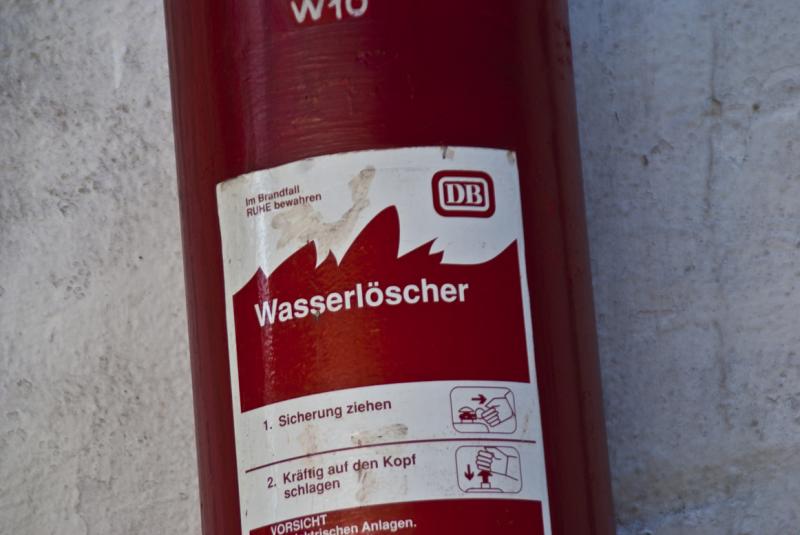 W10
Im Brandfall
RUHE bewahren
DB
Wasserlöscher
1. Sicherung ziehen
2. Kräftig auf den Kopf
schlagen
VORSICHT
Anlagen.